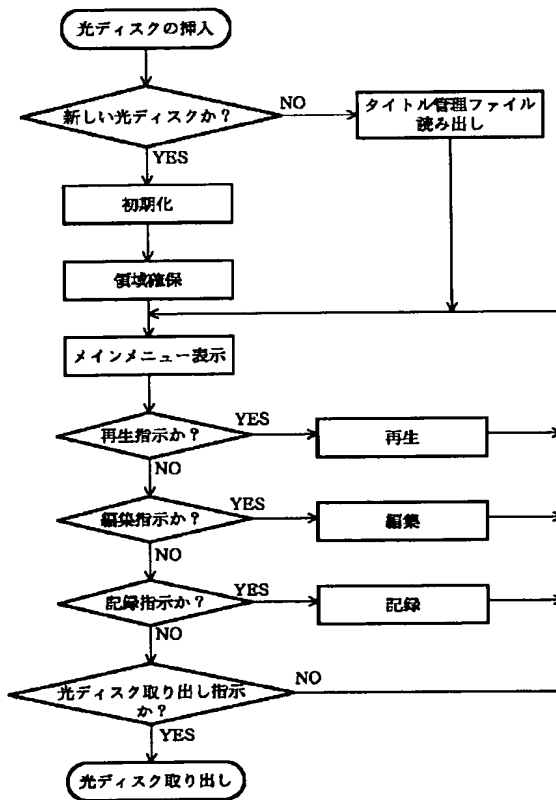 光ディスクの挿入
新しい光ディスクか？
NO
タイトル管理ファイル
読み出し
YES
初期化
領域確保
メインメニュー表示
再生指示か？
YES
再生
NO
編集指示か？
YES
編集
NO
記録指示か？
YES
記録
NO
光ディスク取り出し指示
か？
NO
YES
光ディスク取り出し